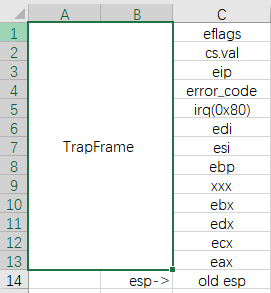 A B C
1 eflags
2 cs.val
3 eip
4 error_code
5 irq(0x80)
6 edi
7 TrapFrame esi
8 ebp
9 xxx
10 ebx
11 edx
12 ecx
13 eax
14 esp-> old esp